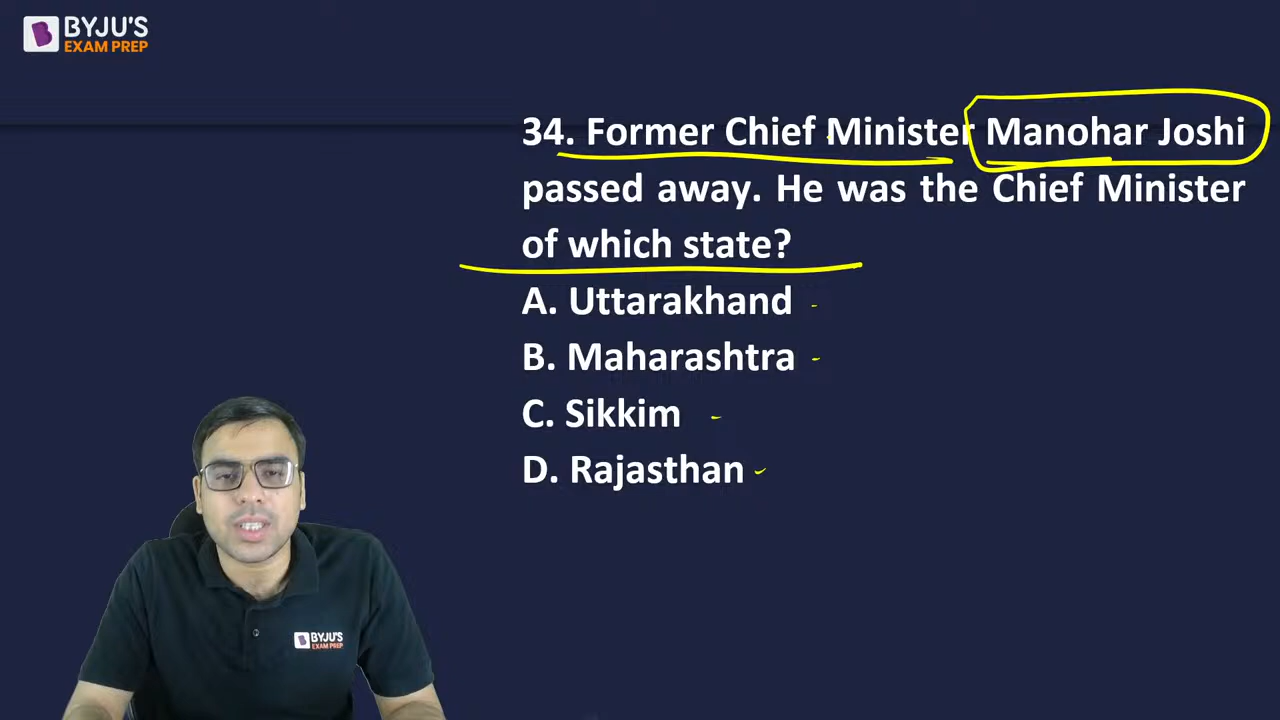 BYJU'S
EXAM PREP
34. Former Chief Minister Manohar Joshi
passed away. He was the Chief Minister
of which state?
A. Uttarakhand
B. Maharashtra
C. Sikkim
D. Rajasthan
BYJU'S
EXAM PREP